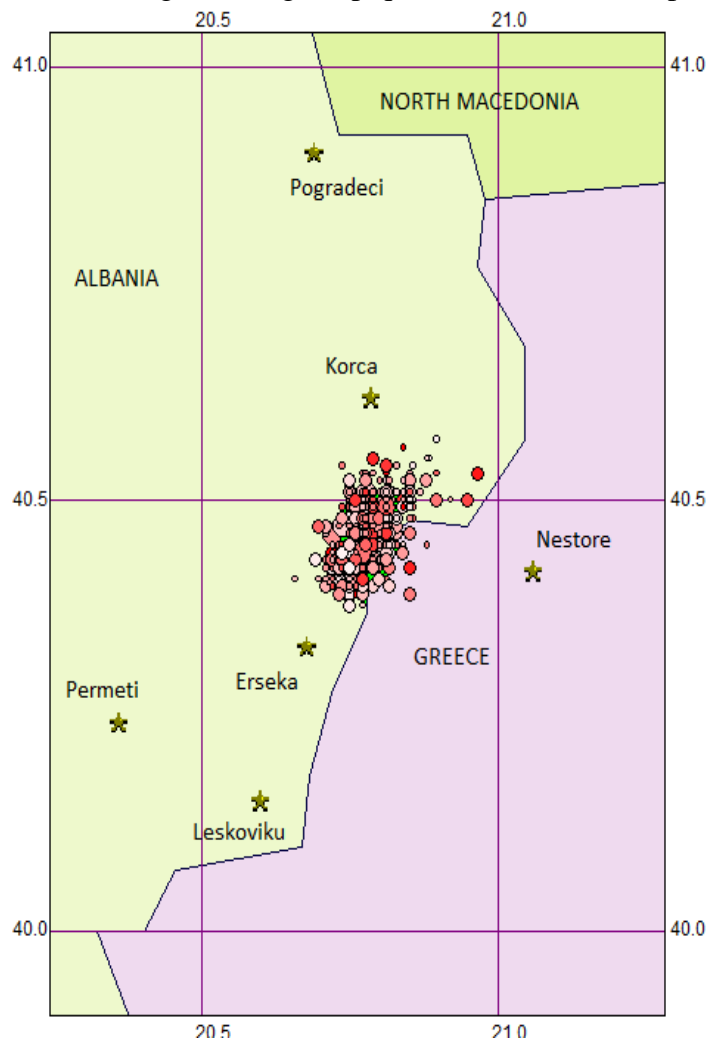 20.5 21.0
41.0 41.0
NORTH MACEDONIA
Pogradeci
ALBANIA
Korca
40.5 40.5
Nestore
GREECE
Erseka
Permeti
Leskoviku
40.0 40.0
20.5 21.0